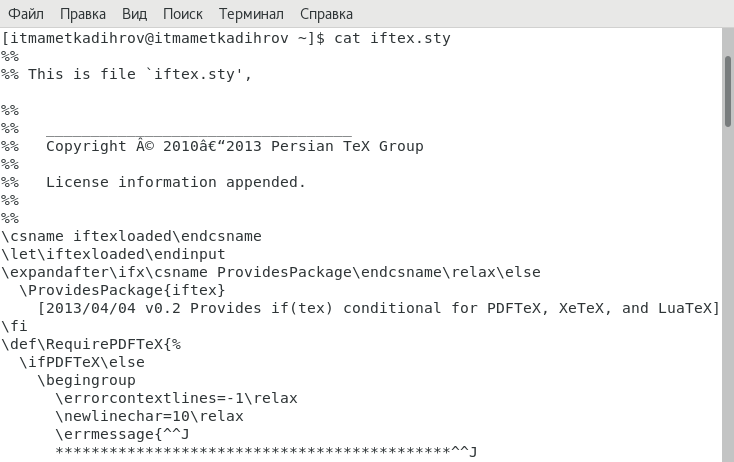 Файл Правка Вид Поиск Терминал Справка
[itmametkadihrov@itmametkadihrov ~]$ cat iftex.sty
%%
%% This is file `iftex.sty',

%%
%%   __________________________________
%%   Copyright Â© 2010â€“2013 Persian TeX Group
%%
%%   License information appended.
%%
%%
\csname iftexloaded\endcsname
\let\iftexloaded\endinput
\expandafter\ifx\csname ProvidesPackage\endcsname\relax\else
  \ProvidesPackage{iftex}
    [2013/04/04 v0.2 Provides if(tex) conditional for PDFTeX, XeTeX, and LuaTeX]
\fi
\def\RequirePDFTeX{%
  \ifPDFTeX\else
    \begingroup
      \errorcontextlines=-1\relax
      \newlinechar=10\relax
      \errmessage{^^J
      ********************************************^^J